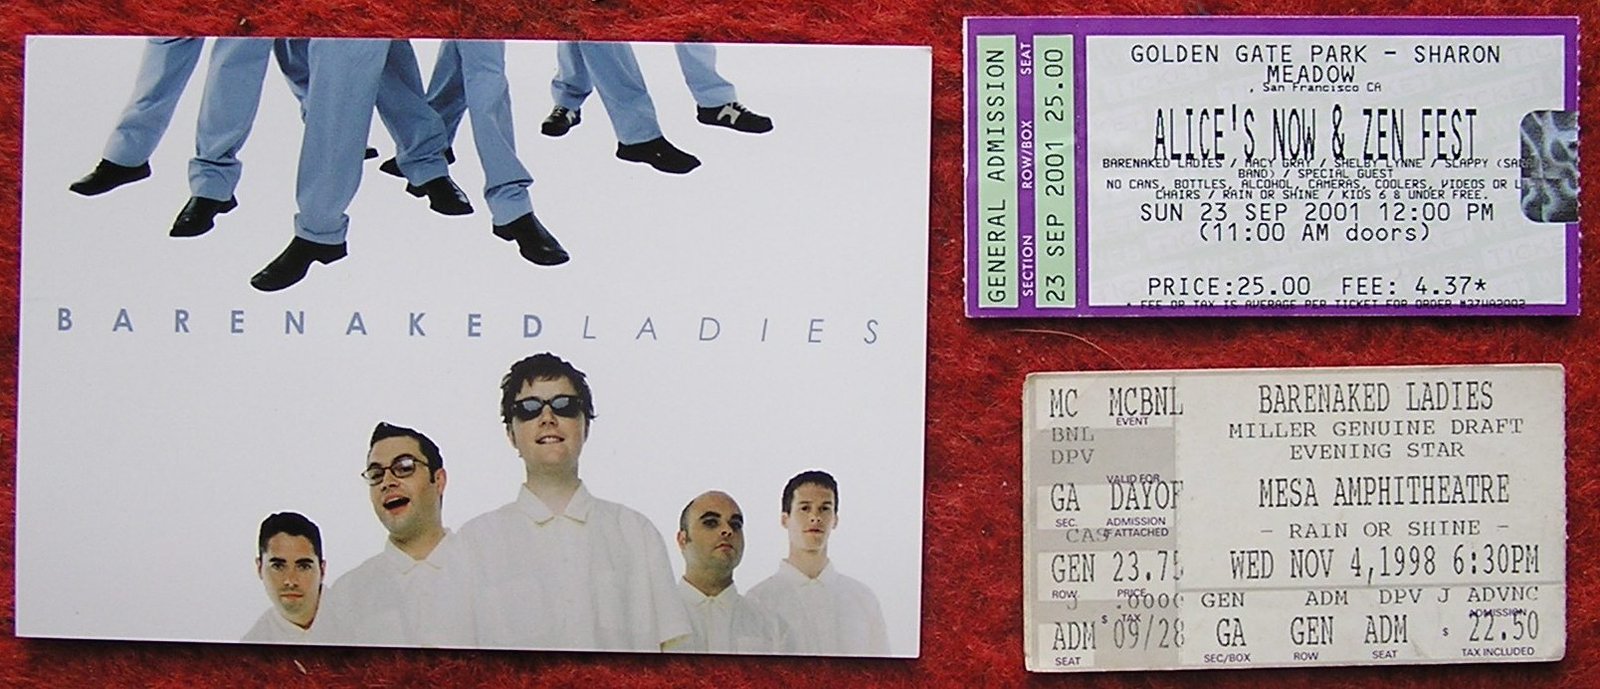 BARENAKEDLADIES
GENERAL ADMISSION
SECTION ROW/BOX SEAT
23 SEP 2001 25.00
GOLDEN GATE PARK - SHARON
MEADOW
, San Francisco CA
ALICE'S NOW & ZEN FEST
BARENAKED LADIES / MACY GRAY / SHELBY LYNNE / SLAPPY
BAND) / SPECIAL GUEST
NO CANS, BOTTLES, ALCOHOL, CAMERAS, COOLERS, VIDEOS OR
CHAIRS / RAIN OR SHINE / KIDS 6 & UNDER FREE.
SUN 23 SEP 2001 12:00 PM
(11:00 AM doors)
PRICE:25.00 FEE: 4.37*
* FEE OR TAX IS AVERAGE PER TICKET FOR ORDER
MC MCBNL
EVENT
BNL
DPV
VALID FOR
GA DAYOF
SEC. ADMISSION
IF ATTACHED
CAS
GEN 23.75
ROW PRICE
J .000
$ TAX
ADM 09/28
SEAT
BARENAKED LADIES
MILLER GENUINE DRAFT
EVENING STAR
MESA AMPHITHEATRE
- RAIN OR SHINE -
WED NOV 4,1998 6:30PM
GEN ADM DPV J ADVNC
ADMISSION
GA GEN ADM $ 22.50
SEC/BOX ROW SEAT TAX INCLUDED